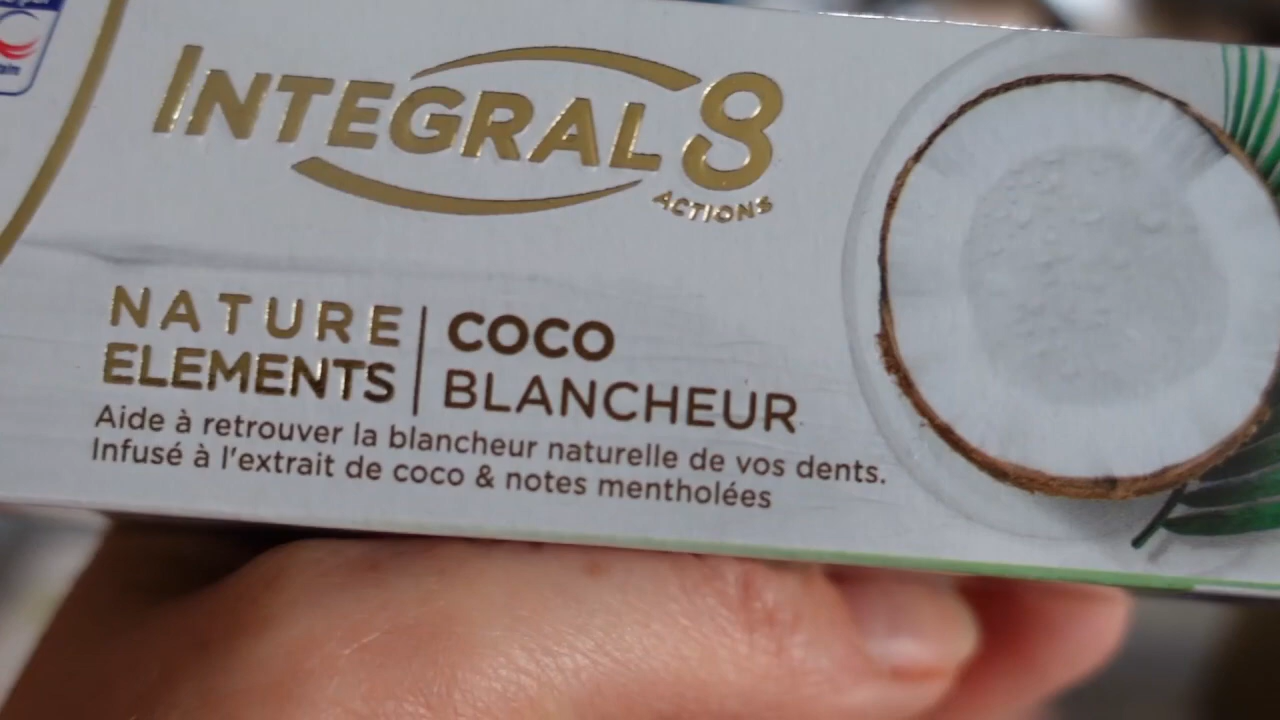 INTEGRAL 8
ACTIONS
NATURE
ELEMENTS
COCO
BLANCHEUR
Aide à retrouver la blancheur naturelle de vos dents.
Infusé à l'extrait de coco & notes mentholées